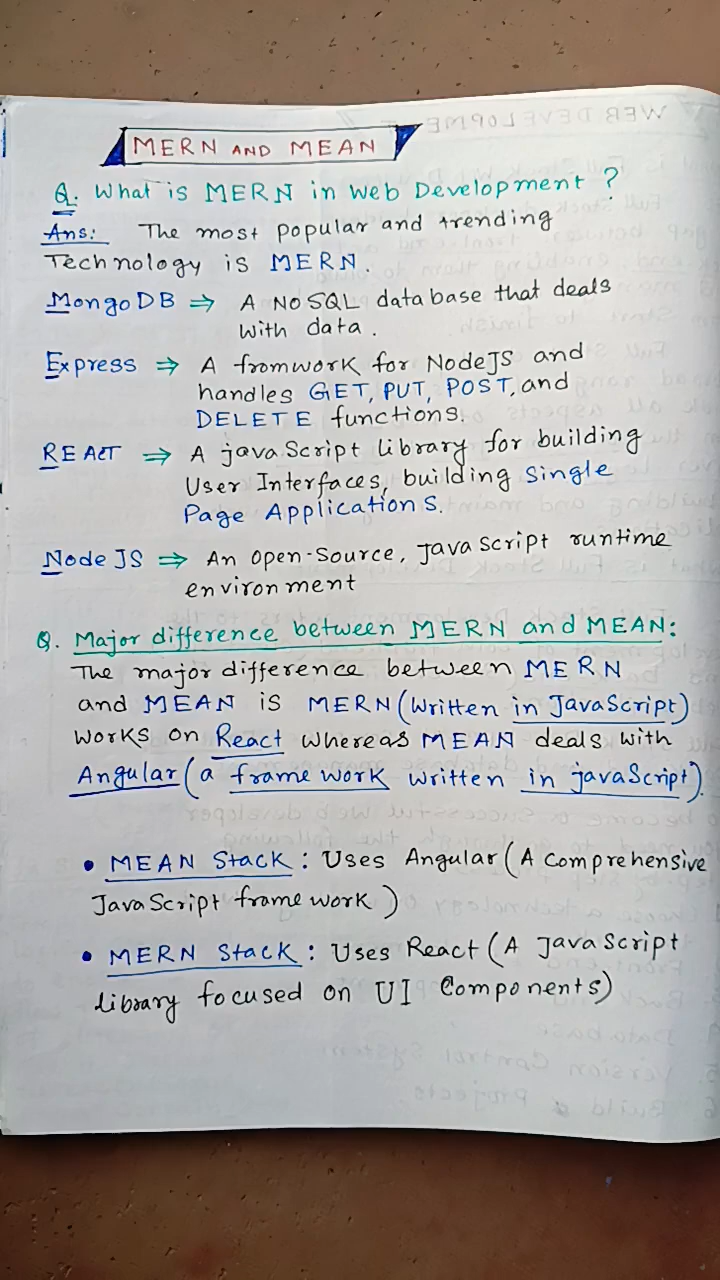 MERN AND MEAN
Q. What is MERN in Web Development ?
Ans: The most popular and trending
Technology is MERN.
MongoDB ⇒ A NOSQL database that deals
with data.
Express ⇒ A fromwork for NodeJS and
handles GET, PUT, POST, and
DELETE functions.
REACT ⇒ A javaScript library for building
User Interfaces, building Single
Page Applications.
Node JS ⇒ An open-Source, JavaScript runtime
environment
Q. Major difference between MERN and MEAN:
The major difference between MERN
and MEAN is MERN (Written in JavaScript)
works on React whereas MEAN deals with
Angular (a frame work written in javaScript).
• MEAN Stack : Uses Angular (A Comprehensive
JavaScript frame work)
• MERN Stack : Uses React (A JavaScript
library focused on UI Components)